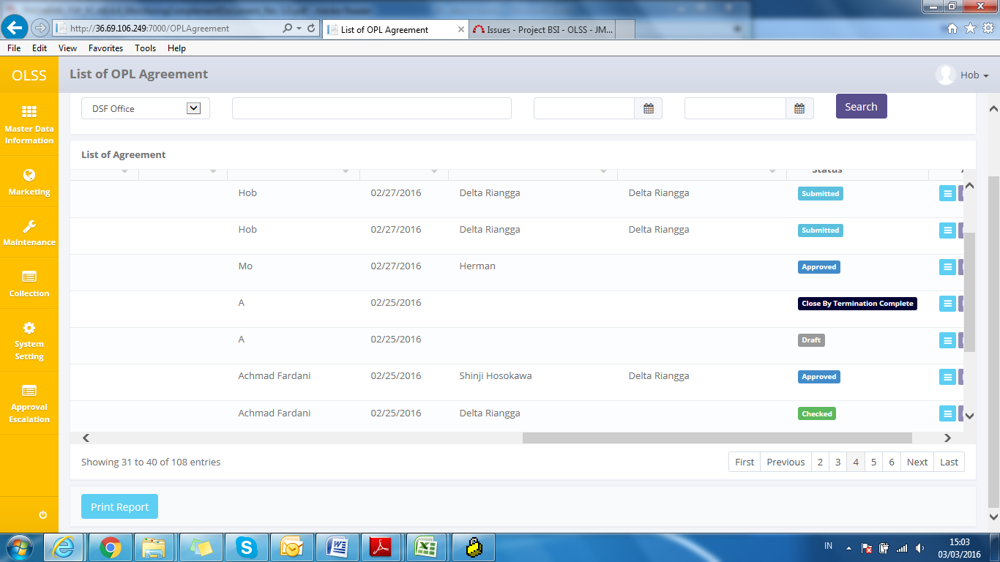 http://36.69.106.249:7000/OPLAgreement
List of OPL Agreement
Issues - Project BSI - OLSS - JM...
File Edit View Favorites Tools Help
OLSS
List of OPL Agreement
Hob
Master Data
Information
Marketing
Maintenance
Collection
System
Setting
Approval
Escalation
DSF Office
Search
List of Agreement
Status
Hob 02/27/2016 Delta Riangga Delta Riangga Submitted
Hob 02/27/2016 Delta Riangga Delta Riangga Submitted
Mo 02/27/2016 Herman Approved
A 02/25/2016 Close By Termination Complete
A 02/25/2016 Draft
Achmad Fardani 02/25/2016 Shinji Hosokawa Delta Riangga Approved
Achmad Fardani 02/25/2016 Delta Riangga Checked
Showing 31 to 40 of 108 entries
First Previous 2 3 4 5 6 Next Last
Print Report
IN
15:03
03/03/2016